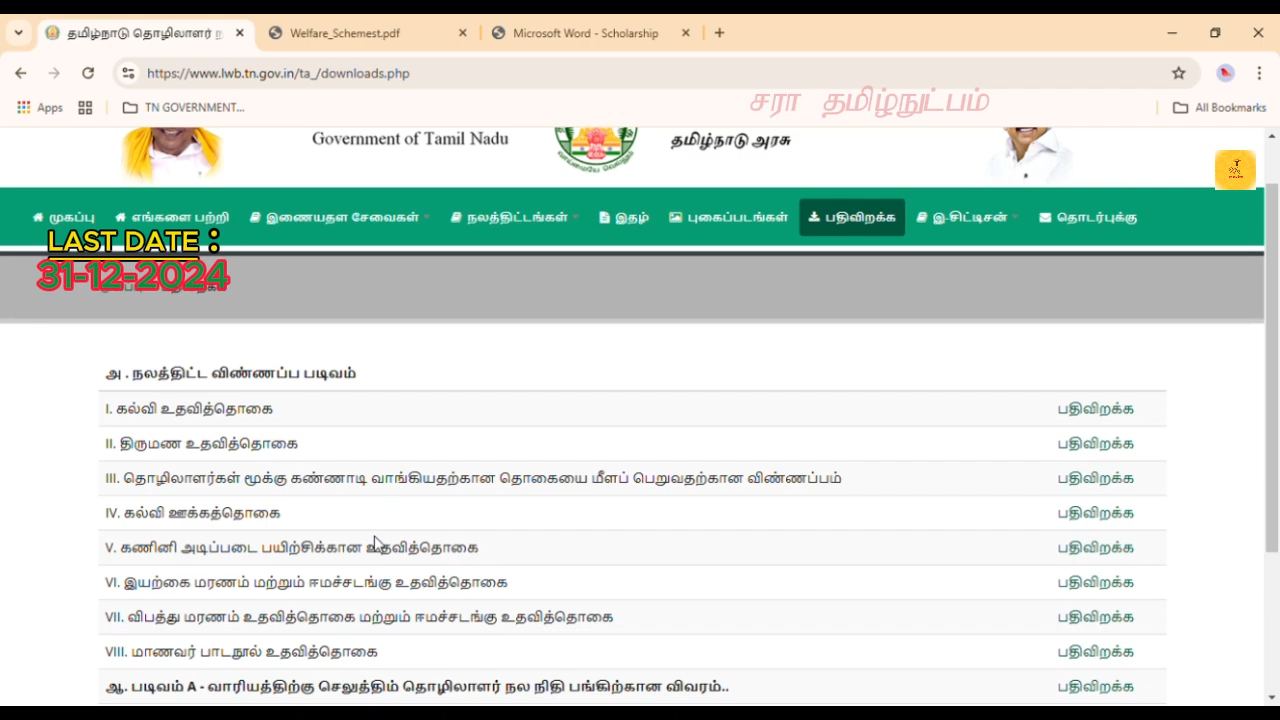 தமிழ்நாடு தொழிலாளர் ந
Welfare_Schemest.pdf
Microsoft Word - Scholarship
https://www.lwb.tn.gov.in/ta_/downloads.php
Apps
TN GOVERNMENT...
சரா தமிழ்நுட்பம்
All Bookmarks
Government of Tamil Nadu
தமிழ்நாடு அரசு
முகப்பு எங்களை பற்றி இணையதள சேவைகள் நலத்திட்டங்கள் இதழ் புகைப்படங்கள் பதிவிறக்க இ-சிட்டிசன் தொடர்புக்கு
LAST DATE :
31-12-2024
அ . நலத்திட்ட விண்ணப்ப படிவம்
I. கல்வி உதவித்தொகை பதிவிறக்க
II. திருமண உதவித்தொகை பதிவிறக்க
III. தொழிலாளர்கள் மூக்கு கண்ணாடி வாங்கியதற்கான தொகையை மீளப் பெறுவதற்கான விண்ணப்பம் பதிவிறக்க
IV. கல்வி ஊக்கத்தொகை பதிவிறக்க
V. கணினி அடிப்படை பயிற்சிக்கான உதவித்தொகை பதிவிறக்க
VI. இயற்கை மரணம் மற்றும் ஈமச்சடங்கு உதவித்தொகை பதிவிறக்க
VII. விபத்து மரணம் உதவித்தொகை மற்றும் ஈமச்சடங்கு உதவித்தொகை பதிவிறக்க
VIII. மாணவர் பாடநூல் உதவித்தொகை பதிவிறக்க
ஆ. படிவம் A - வாரியத்திற்கு செலுத்திம் தொழிலாளர் நல நிதி பங்கிற்கான விவரம்.. பதிவிறக்க